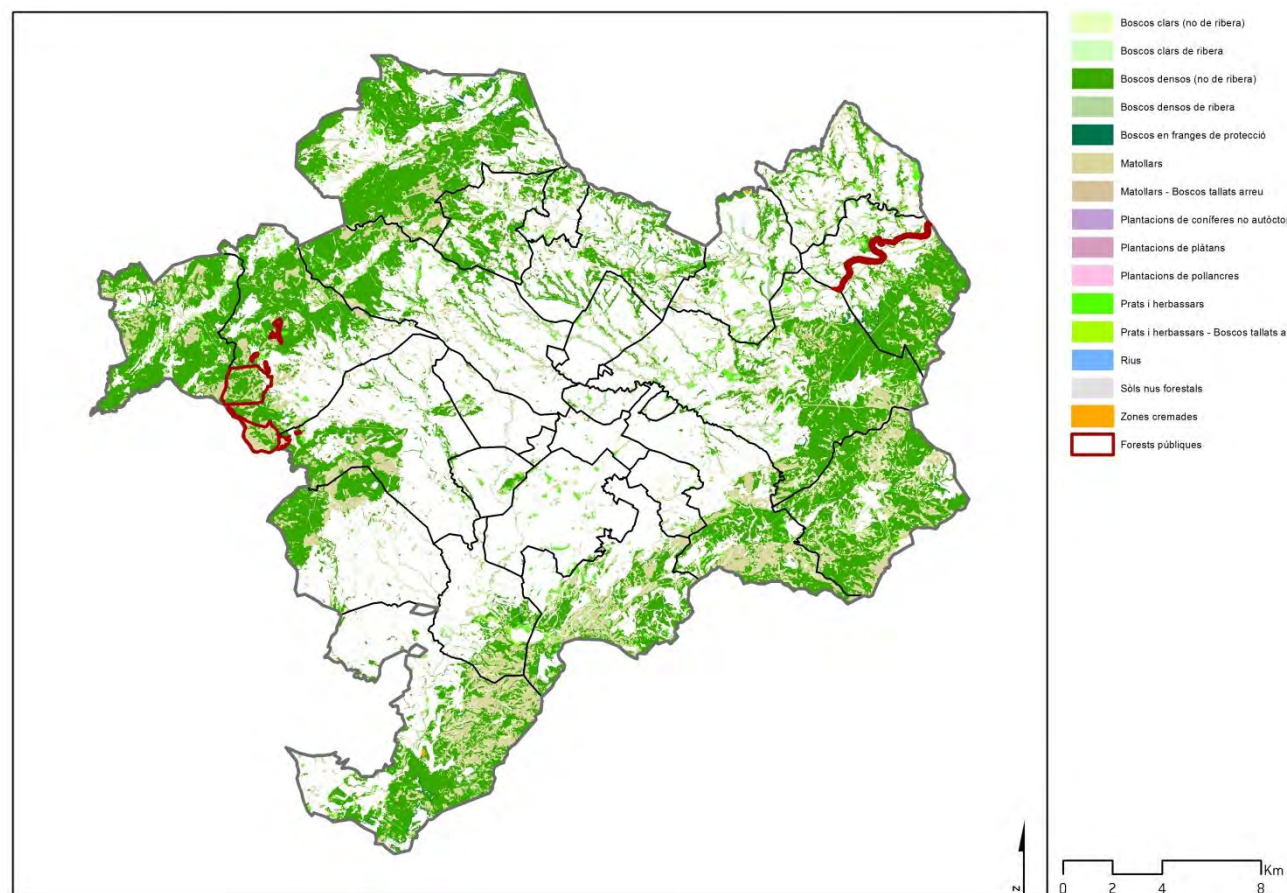 Boscos clars (no de ribera)
Boscos clars de ribera
Boscos densos (no de ribera)
Boscos densos de ribera
Boscos en franges de protecció
Matollars
Matollars - Boscos tallats arreu
Plantacions de coníferes no autòcto
Plantacions de plàtans
Plantacions de pollancres
Prats i herbassars
Prats i herbassars - Boscos tallats a
Rius
Sòls nus forestals
Zones cremades
Forests públiques
Km
0 2 4 8
z